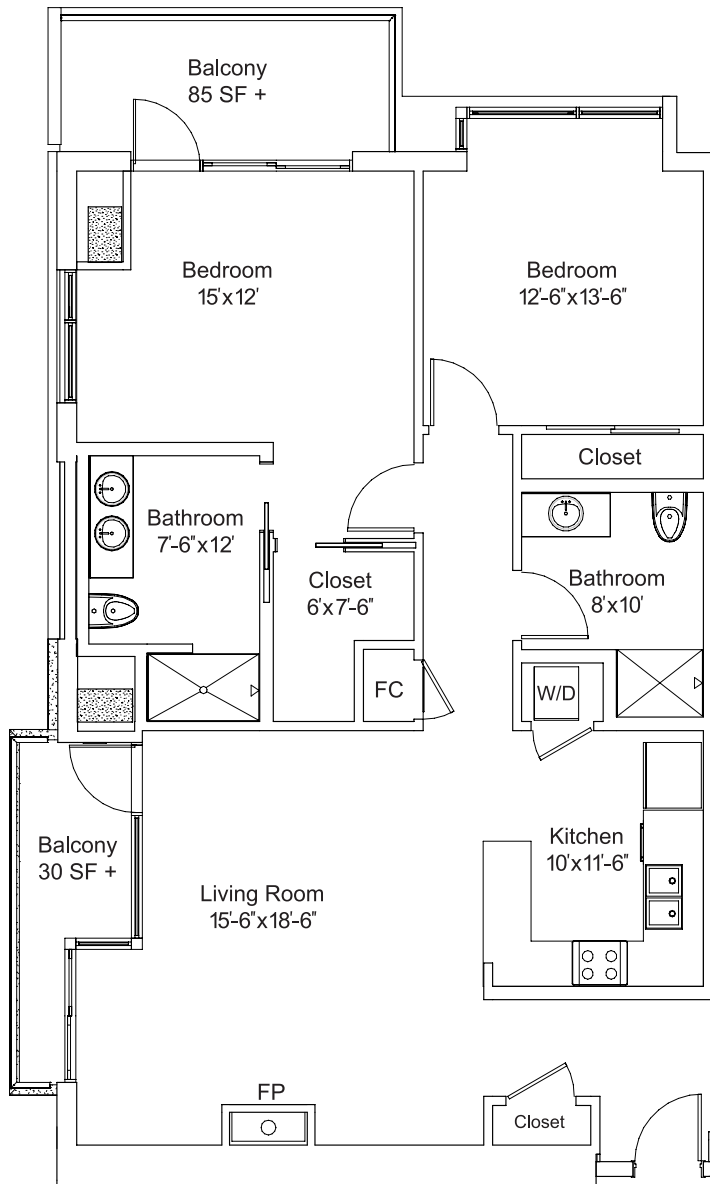 Balcony
85 SF +
Bedroom
15'x12'
Bedroom
12'-6"x13'-6"
Closet
Bathroom
7'-6"x12'
Closet
6'x7'-6"
Bathroom
8'x10'
FC
W/D
Balcony
30 SF +
Kitchen
10'x11'-6"
Living Room
15'-6"x18'-6"
FP
Closet